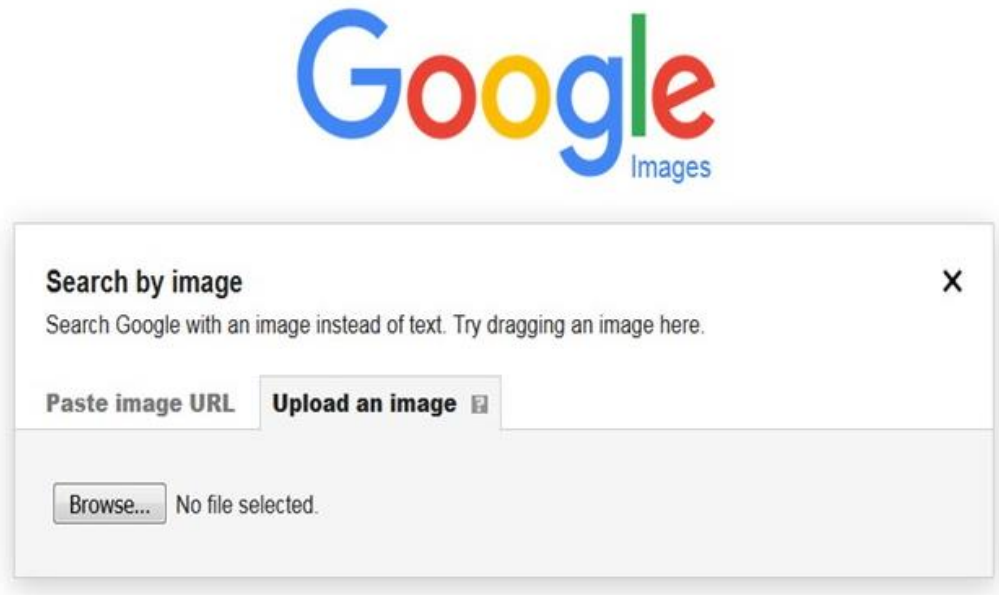 Google
Images
Search by image
Search Google with an image instead of text. Try dragging an image here.
Paste image URL Upload an image ?
Browse... No file selected.